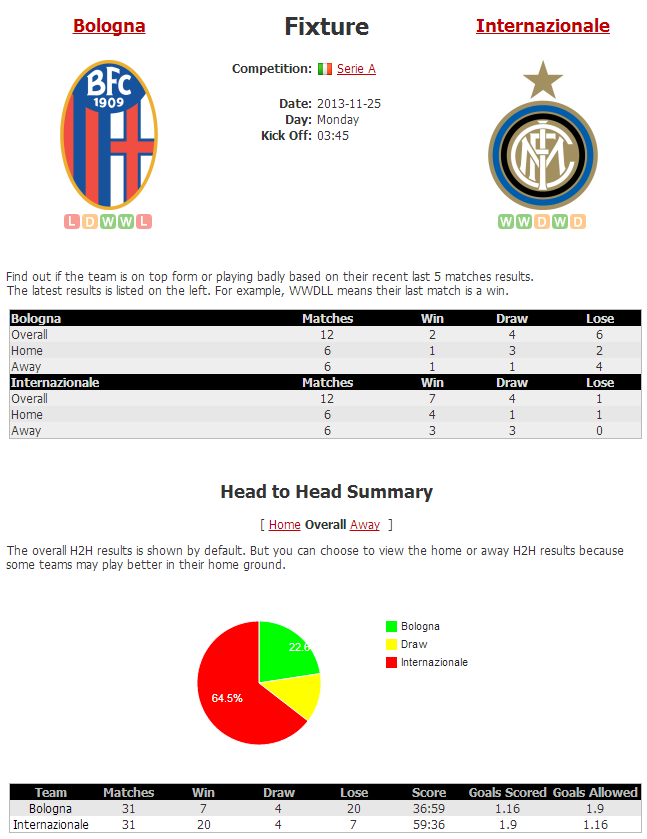 Bologna
Fixture
Internazionale
Competition: Serie A
Date: 2013-11-25
Day: Monday
Kick Off: 03:45
BFC
1909
L D W W L
W W D W D
Find out if the team is on top form or playing badly based on their recent last 5 matches results.
The latest results is listed on the left. For example, WWDLL means their last match is a win.
Bologna Matches Win Draw Lose
Overall 12 2 4 6
Home 6 1 3 2
Away 6 1 1 4
Internazionale Matches Win Draw Lose
Overall 12 7 4 1
Home 6 4 1 1
Away 6 3 3 0
Head to Head Summary
[ Home Overall Away ]
The overall H2H results is shown by default. But you can choose to view the home or away H2H results because
some teams may play better in their home ground.
22.6
64.5%
Bologna
Draw
Internazionale
Team Matches Win Draw Lose Score Goals Scored Goals Allowed
Bologna 31 7 4 20 36:59 1.16 1.9
Internazionale 31 20 4 7 59:36 1.9 1.16